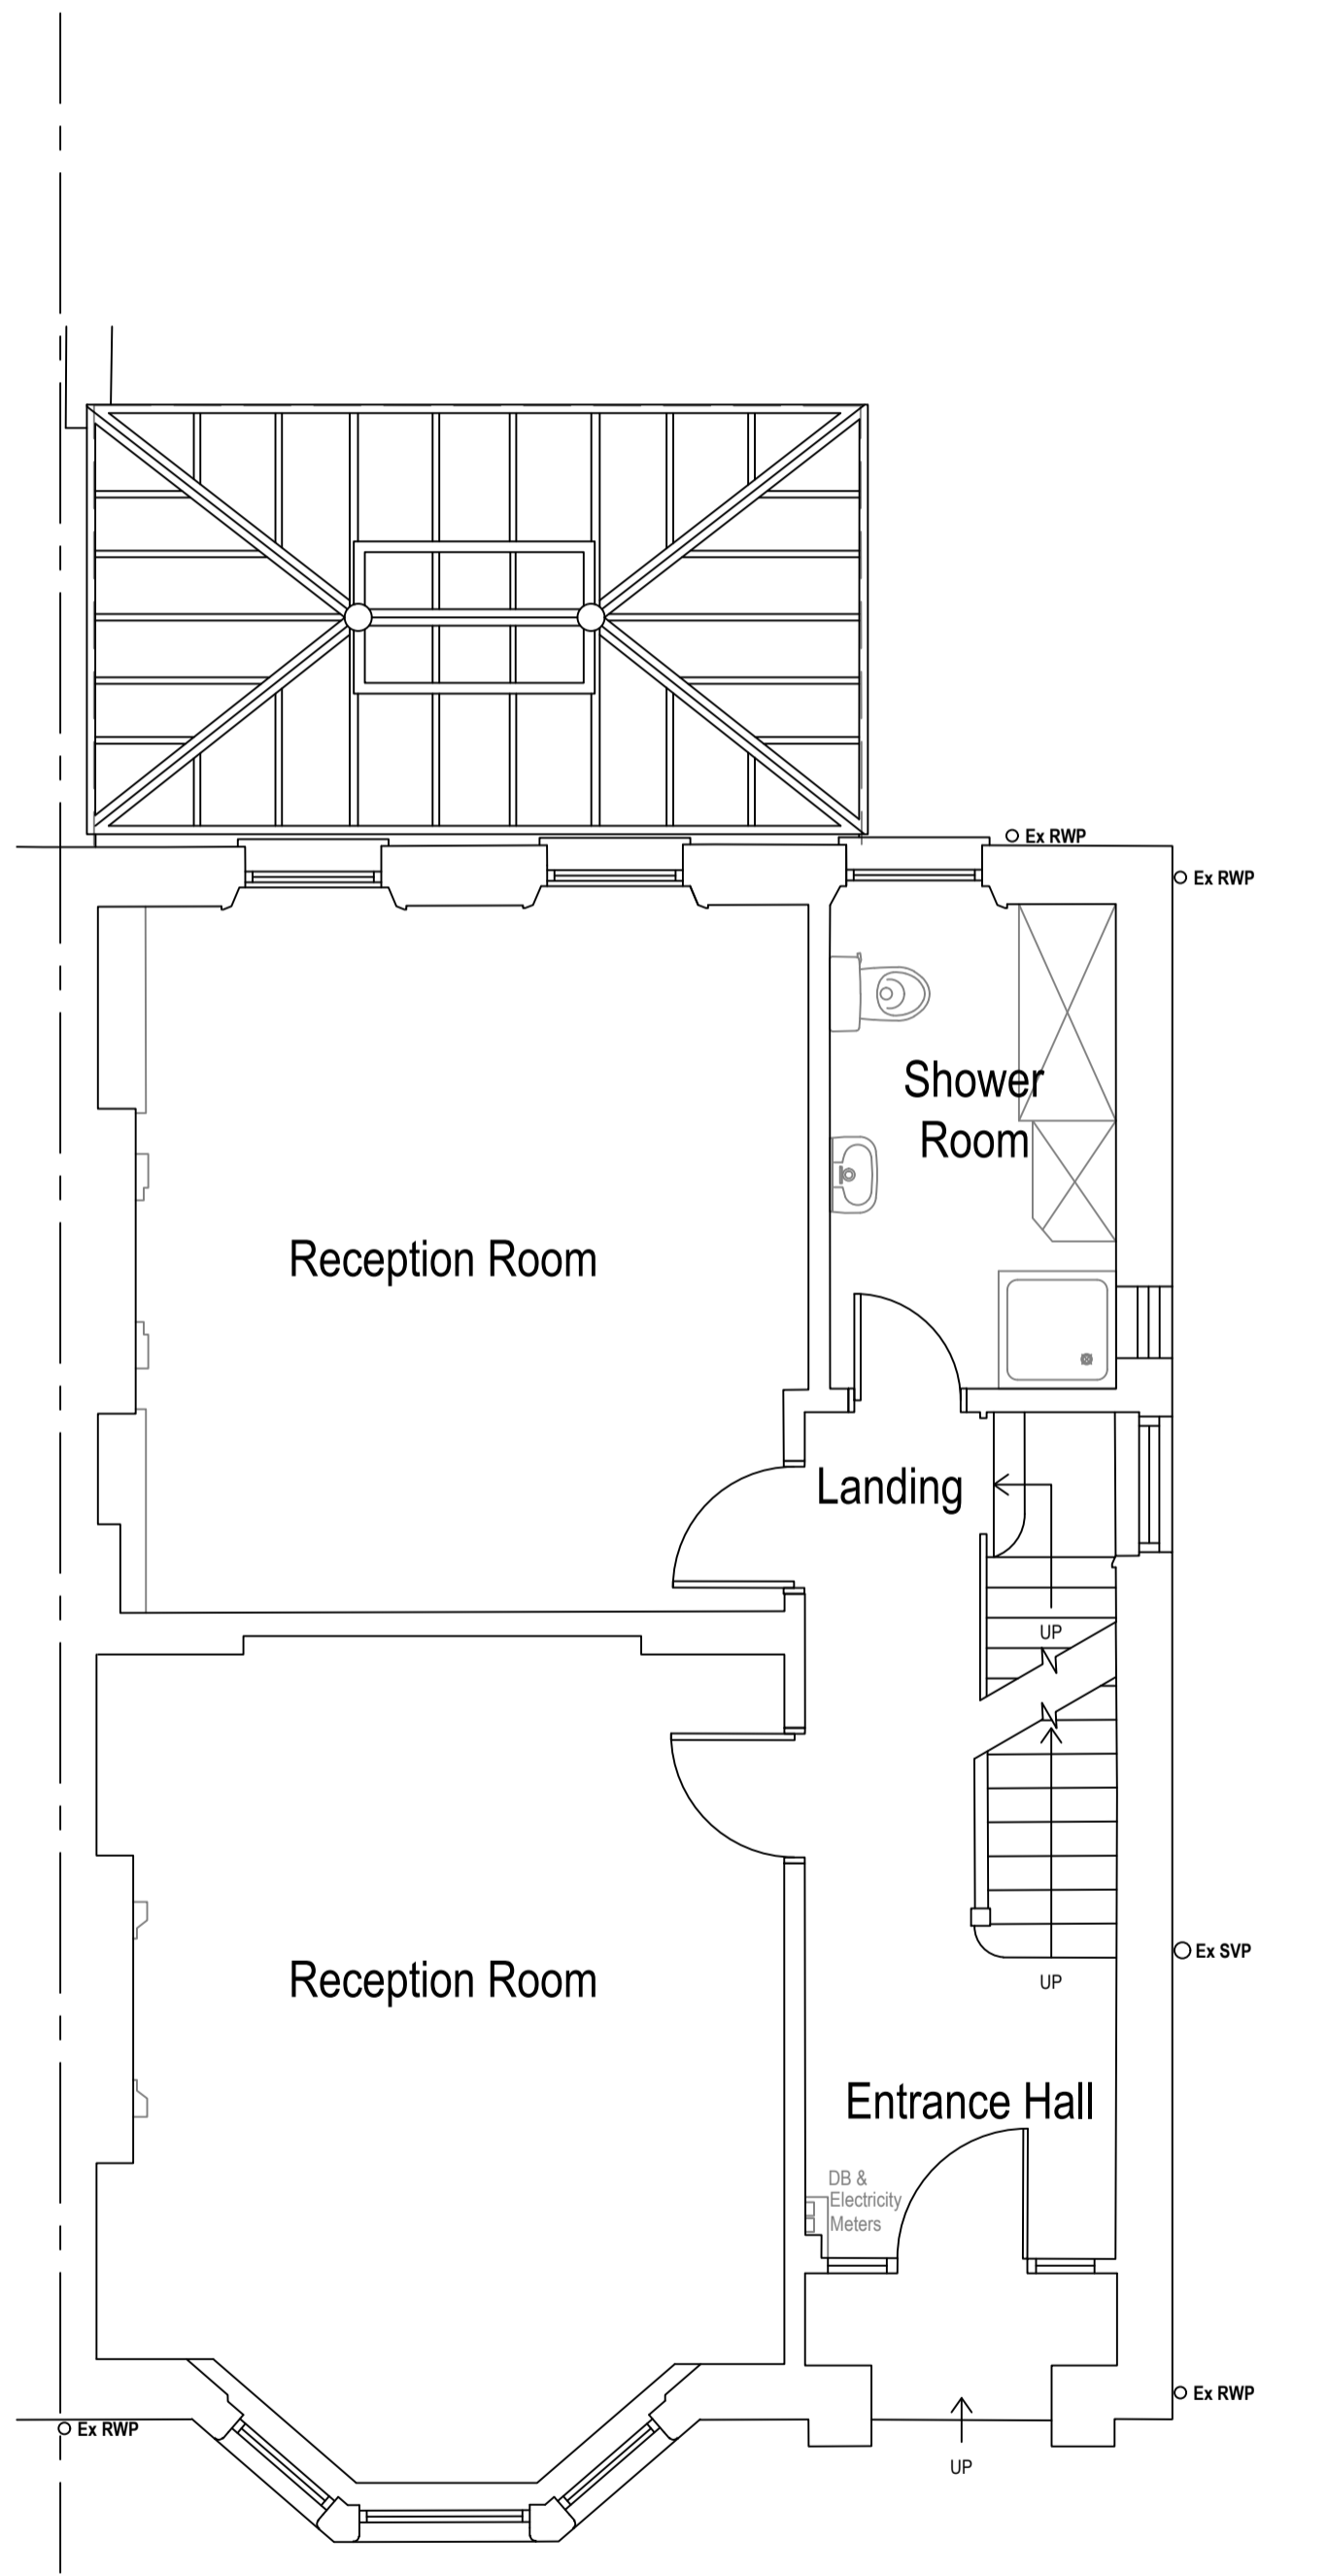 Ex RWP
Ex RWP
Shower
Room
Reception Room
Landing
UP
Ex SVP
Reception Room
UP
Entrance Hall
DB &
Electricity
Meters
Ex RWP
Ex RWP
UP